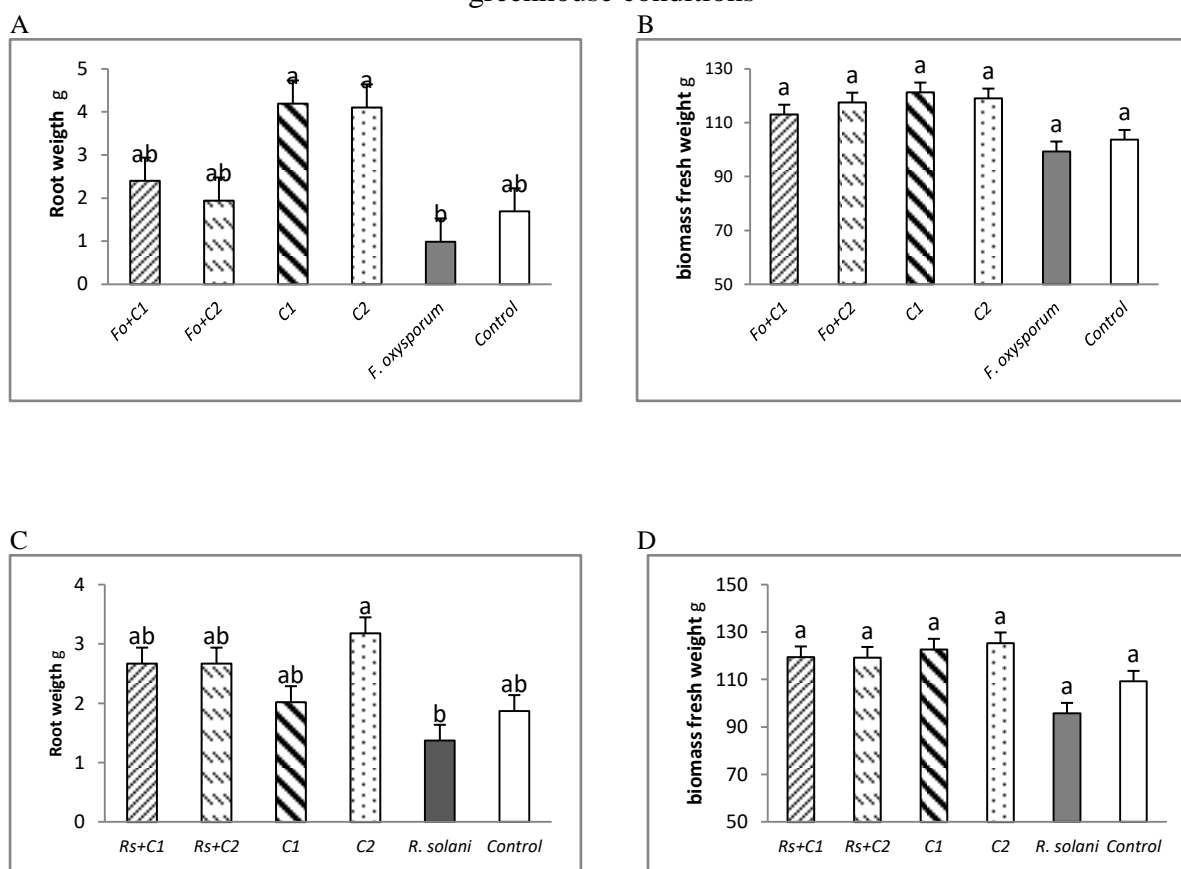 greenhouse conditions
A
B
Root weigth g
5
4
3
2
1
0
ab
ab
a
a
b
ab
Fo+C1
Fo+C2
C1
C2
F. oxysporum
Control
biomass fresh weight g
130
110
90
70
50
a
a
a
a
a
a
Fo+C1
Fo+C2
C1
C2
F. oxysporum
Control
C
D
Root weigth g
4
3
2
1
0
ab
ab
ab
a
b
ab
Rs+C1
Rs+C2
C1
C2
R. solani
Control
biomass fresh weight g
150
130
110
90
70
50
a
a
a
a
a
a
Rs+C1
Rs+C2
C1
C2
R. solani
Control